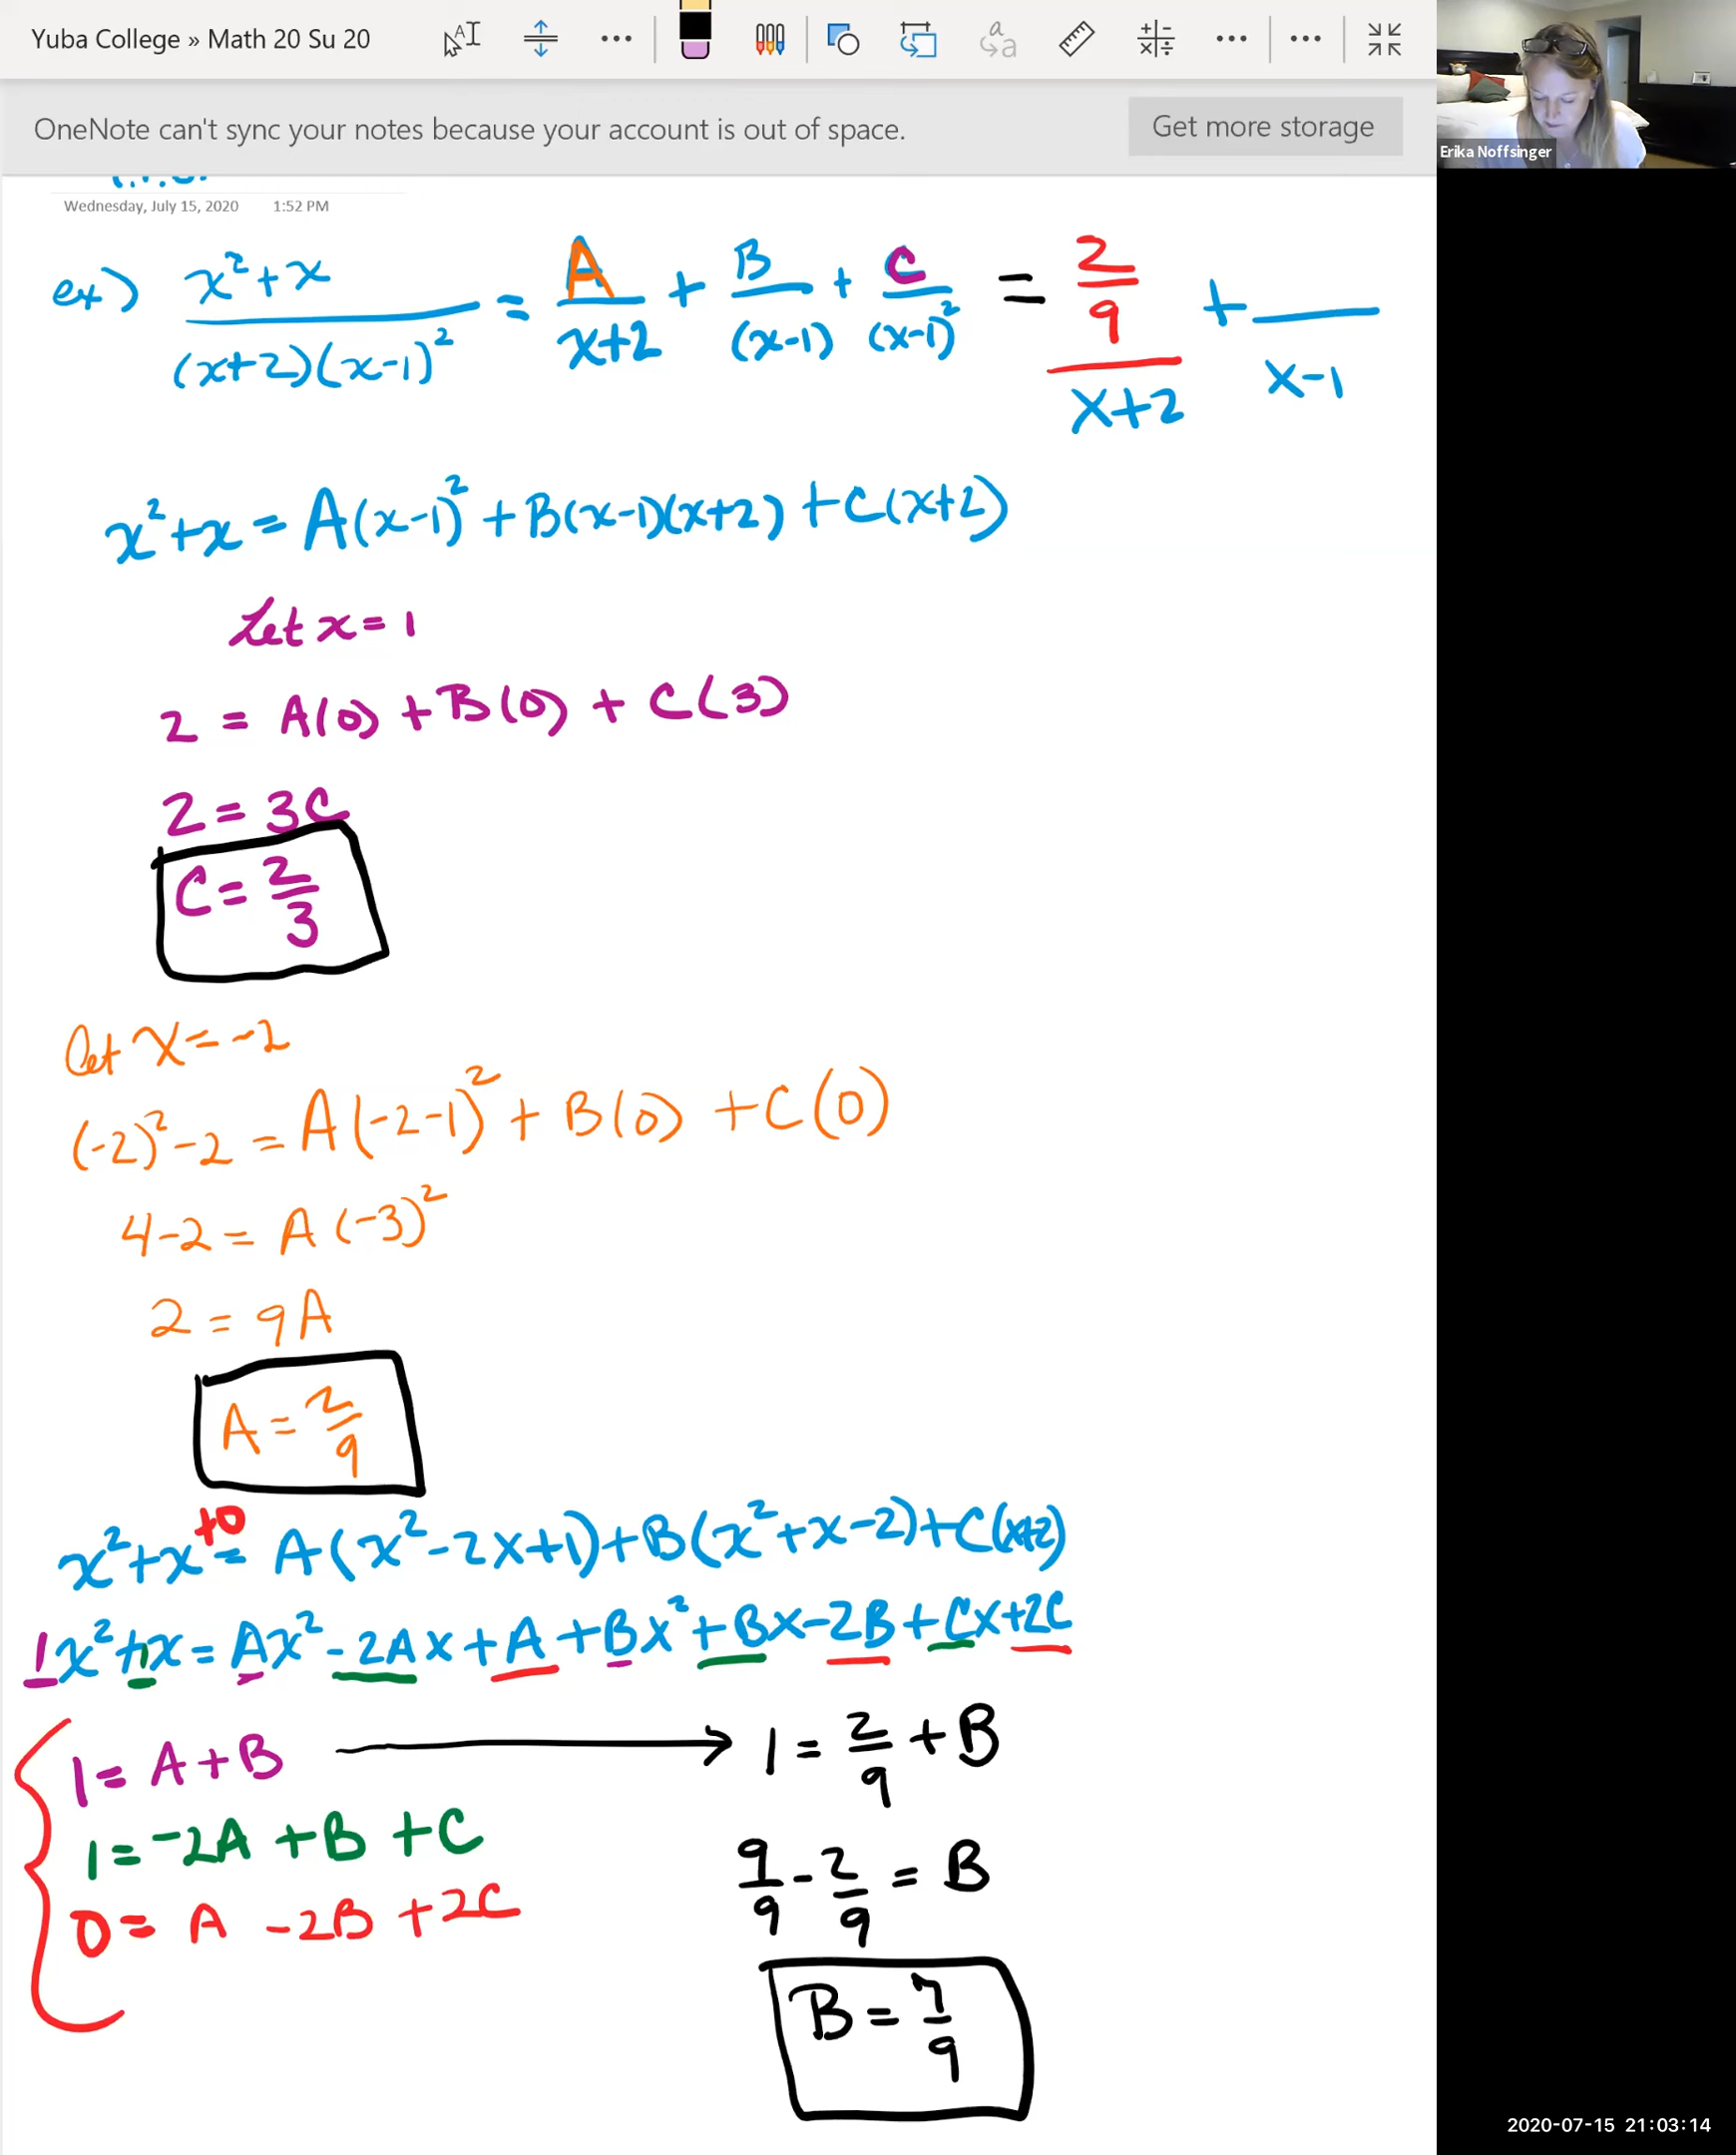 Yuba College » Math 20 Su 20
OneNote can't sync your notes because your account is out of space.
Get more storage
Erika Noffsinger
Wednesday, July 15, 2020 1:52 PM
ex) (x²+x)/((x+2)(x-1)²) = A/(x+2) + B/(x-1) + C/(x-1)² = (2/9)/(x+2) + /(x-1)
x²+x = A(x-1)² + B(x-1)(x+2) + C(x+2)
Let x = 1
2 = A(0) + B(0) + C(3)
2 = 3C
C = 2/3
Let x = -2
(-2)² - 2 = A(-2-1)² + B(0) + C(0)
4-2 = A(-3)²
2 = 9A
A = 2/9
x²+x+0 = A(x²-2x+1) + B(x²+x-2) + C(x+2)
1x²+1x = Ax² - 2Ax + A + Bx² + Bx - 2B + Cx + 2C
1 = A + B → 1 = 2/9 + B
1 = -2A + B + C
9/9 - 2/9 = B
0 = A - 2B + 2C
B = 7/9
2020-07-15 21:03:14